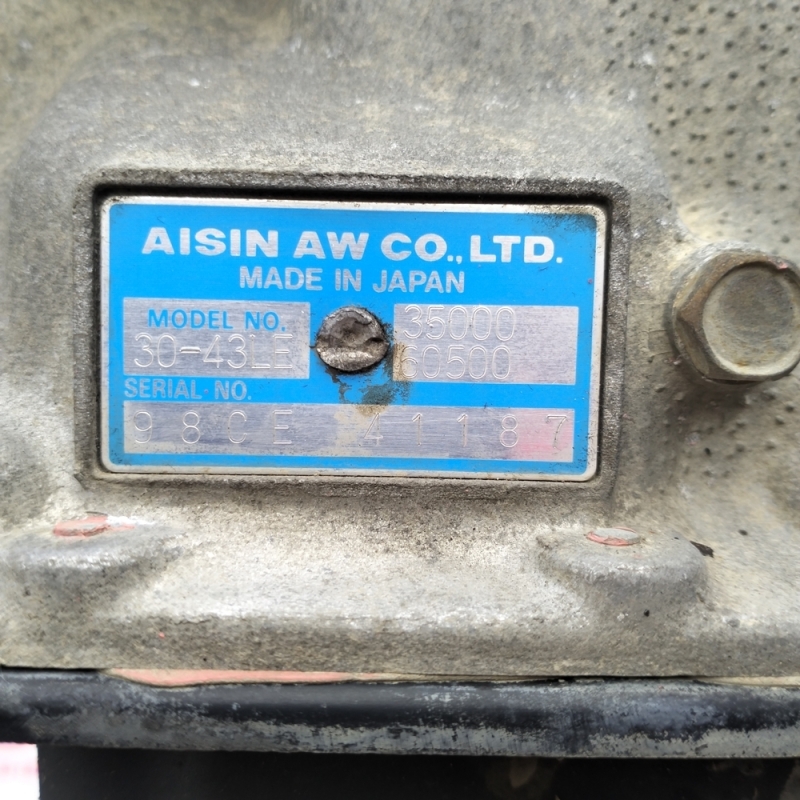 AISIN AW CO., LTD.
MADE IN JAPAN
MODEL NO. 35000
30-43LE 60500
SERIAL NO.
98CE 41187